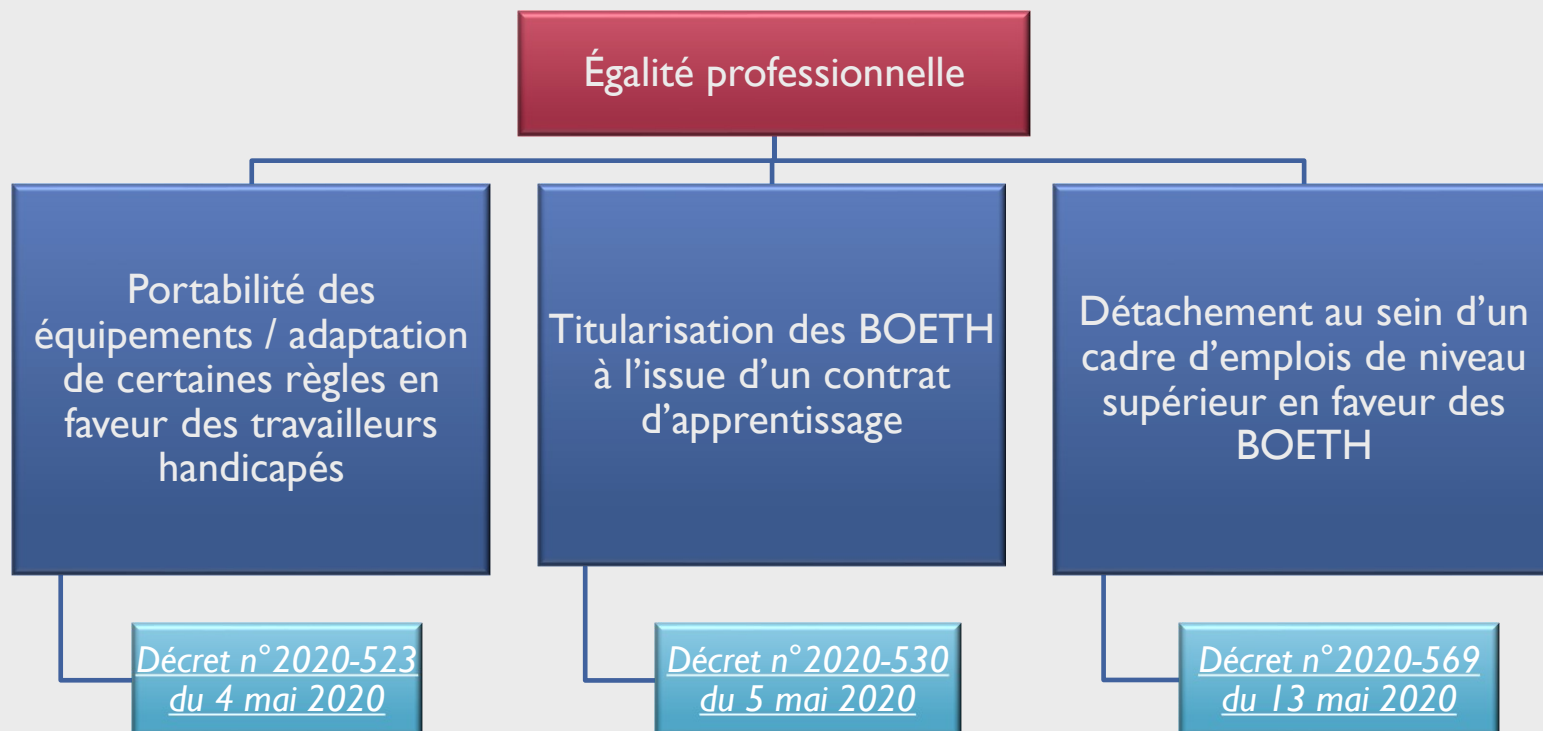 Égalité professionnelle
Portabilité des
équipements / adaptation
de certaines règles en
faveur des travailleurs
handicapés
Titularisation des BOETH
à l’issue d’un contrat
d’apprentissage
Détachement au sein d’un
cadre d’emplois de niveau
supérieur en faveur des
BOETH
Décret n°2020-523
du 4 mai 2020
Décret n°2020-530
du 5 mai 2020
Décret n°2020-569
du 13 mai 2020